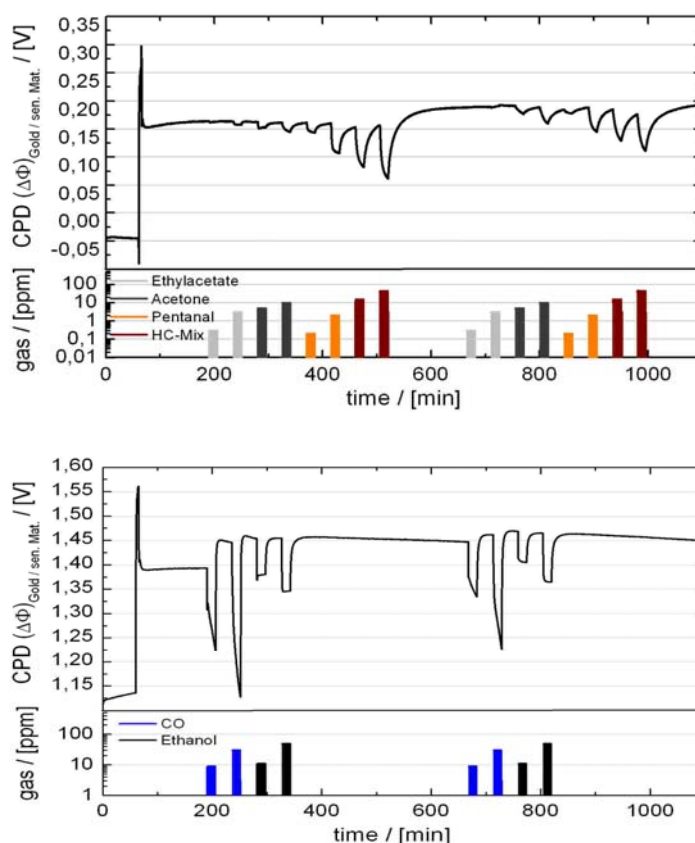 CPD (ΔΦ)Gold / sen. Mat. / [V]
0,35
0,30
0,25
0,20
0,15
0,10
0,05
0,00
-0,05
gas / [ppm]
100
10
1
0,1
0,01
Ethylacetate
Acetone
Pentanal
HC-Mix
0 200 400 600 800 1000
time / [min]
CPD (ΔΦ)Gold / sen. Mat. / [V]
1,60
1,55
1,50
1,45
1,40
1,35
1,30
1,25
1,20
1,15
gas / [ppm]
100
10
1
CO
Ethanol
0 200 400 600 800 1000
time / [min]